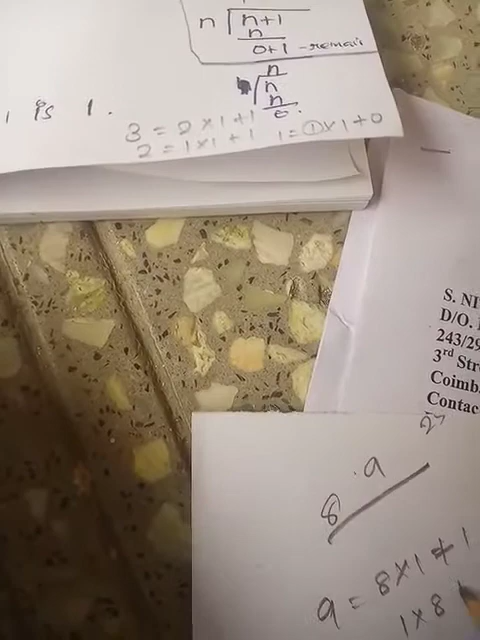 n n+1
n
0+1 - remai
n
n
n
0.
is 1.
3 = 2 x 1 + 1
2 = 1 x 1 + 1 1 = 1 x 1 + 0
D/O.
243/29
3rd Str
Coimb
Contac
8 . 9
9 = 8 x 1 + 1
1 x 8